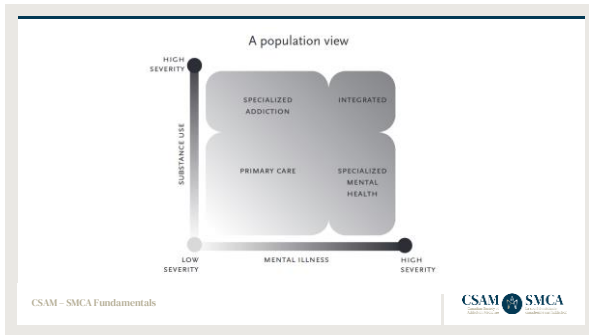 A population view
HIGH
SEVERITY
SPECIALIZED
ADDICTION
INTEGRATED
SUBSTANCE USE
PRIMARY CARE
SPECIALIZED
MENTAL
HEALTH
LOW
SEVERITY
MENTAL ILLNESS
HIGH
SEVERITY
CSAM – SMCA Fundamentals
CSAM SMCA